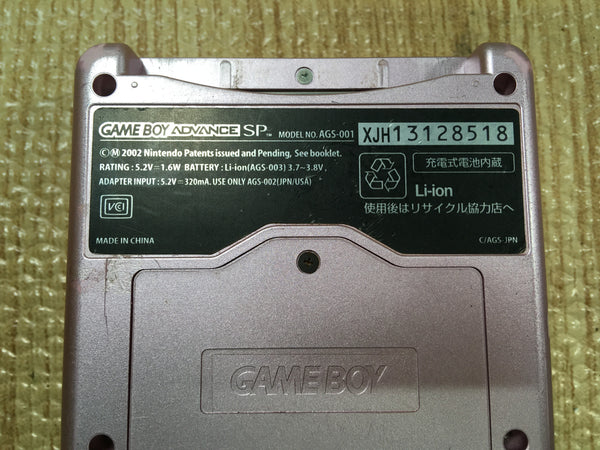 GAME BOY ADVANCE SP™ MODEL NO. AGS-001 XJH13128518
©Ⓜ 2002 Nintendo Patents issued and Pending, See booklet.
RATING : 5.2V⎓1.6W BATTERY : Li-ion(AGS-003) 3.7~3.8V
ADAPTER INPUT : 5.2V⎓320mA. USE ONLY AGS-002(JPN/USA)
VCI
充電式電池内蔵
Li-ion
使用後はリサイクル協力店へ
MADE IN CHINA
C/AGS-JPN
GAME BOY